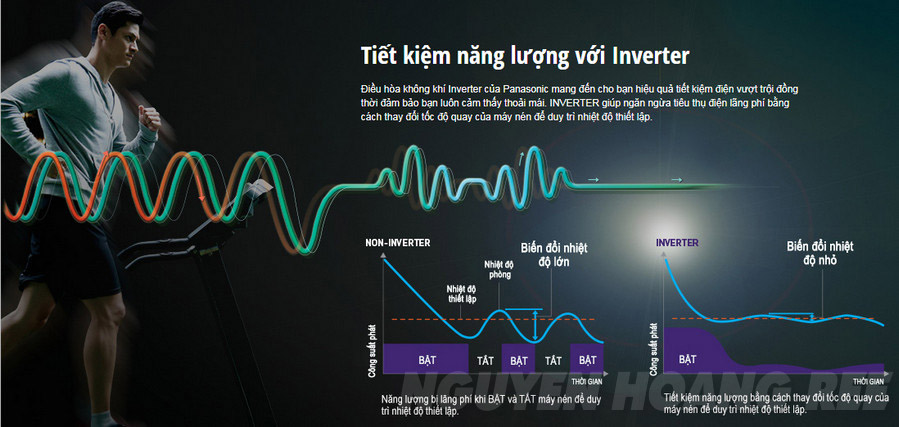 Tiết kiệm năng lượng với Inverter
Điều hòa không khí Inverter của Panasonic mang đến cho bạn hiệu quả tiết kiệm điện vượt trội đồng
thời đảm bảo bạn luôn cảm thấy thoải mái. INVERTER giúp ngăn ngừa tiêu thụ điện lãng phí bằng
cách thay đổi tốc độ quay của máy nén để duy trì nhiệt độ thiết lập.
NON-INVERTER
Biến đổi nhiệt
độ lớn
Nhiệt độ
phòng
Nhiệt độ
thiết lập
Công suất phát
BẬT
TẮT
BẬT
TẮT
BẬT
THỜI GIAN
Năng lượng bị lãng phí khi BẬT và TẮT máy nén để duy
trì nhiệt độ thiết lập.
INVERTER
Biến đổi nhiệt
độ nhỏ
Công suất phát
BẬT
THỜI GIAN
Tiết kiệm năng lượng bằng cách thay đổi tốc độ quay của
máy nén để duy trì nhiệt độ thiết lập.
NGUYEN HOANG REE